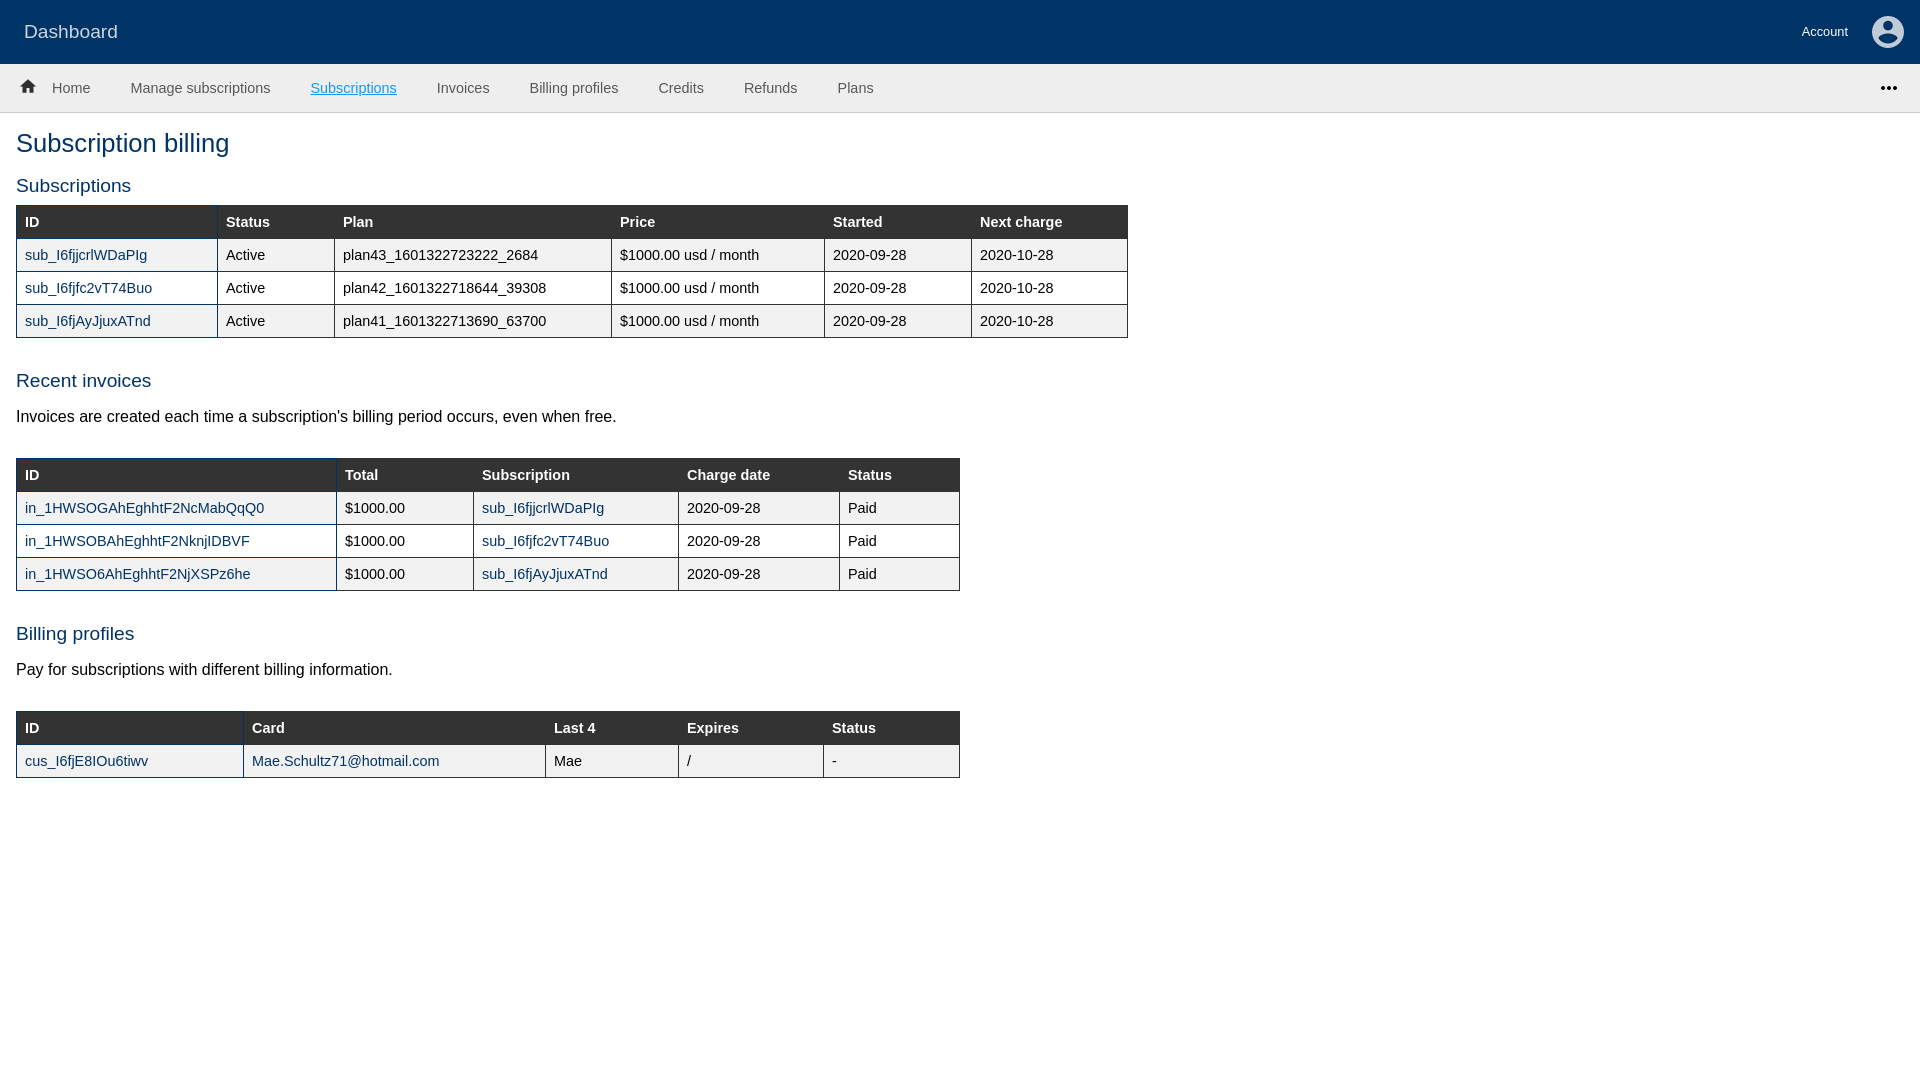 Dashboard
Account
Home Manage subscriptions Subscriptions Invoices Billing profiles Credits Refunds Plans
Subscription billing
Subscriptions
ID Status Plan Price Started Next charge
sub_I6fjjcrlWDaPIg Active plan43_1601322723222_2684 $1000.00 usd / month 2020-09-28 2020-10-28
sub_I6fjfc2vT74Buo Active plan42_1601322718644_39308 $1000.00 usd / month 2020-09-28 2020-10-28
sub_I6fjAyJjuxATnd Active plan41_1601322713690_63700 $1000.00 usd / month 2020-09-28 2020-10-28
Recent invoices
Invoices are created each time a subscription's billing period occurs, even when free.
ID Total Subscription Charge date Status
in_1HWSOGAhEghhtF2NcMabQqQ0 $1000.00 sub_I6fjjcrlWDaPIg 2020-09-28 Paid
in_1HWSOBAhEghhtF2NknjIDBVF $1000.00 sub_I6fjfc2vT74Buo 2020-09-28 Paid
in_1HWSO6AhEghhtF2NjXSPz6he $1000.00 sub_I6fjAyJjuxATnd 2020-09-28 Paid
Billing profiles
Pay for subscriptions with different billing information.
ID Card Last 4 Expires Status
cus_I6fjE8IOu6tiwv Mae.Schultz71@hotmail.com Mae / -